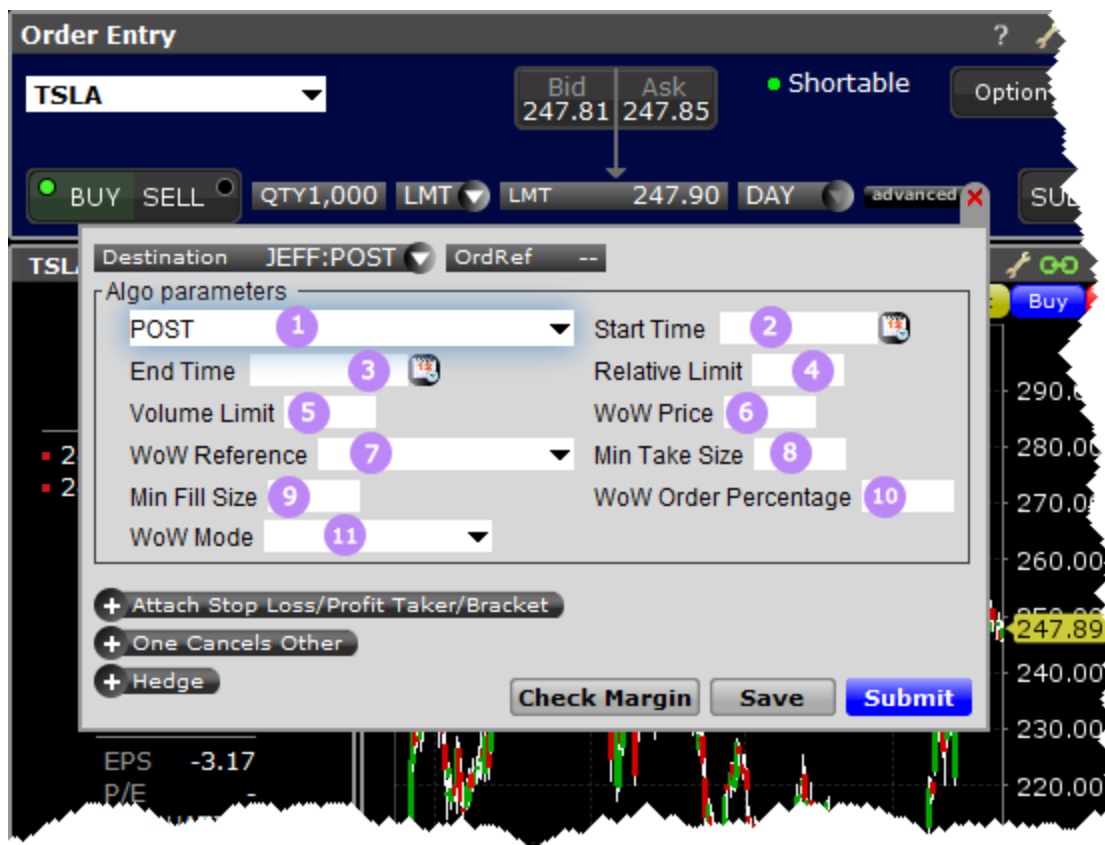 Order Entry ?
TSLA Bid Ask Shortable Option
247.81 247.85
BUY SELL QTY1,000 LMT LMT 247.90 DAY advanced
Destination JEFF:POST OrdRef --
Algo parameters
POST 1 Start Time 2
End Time 3 Relative Limit 4
Volume Limit 5 WoW Price 6
WoW Reference 7 Min Take Size 8
Min Fill Size 9 WoW Order Percentage 10
WoW Mode 11
Buy
280.00
260.00
+ Attach Stop Loss/Profit Taker/Bracket
+ One Cancels Other
247.89
+ Hedge
240.00
Check Margin Save Submit
230.00
EPS -3.17
P/E -
220.00